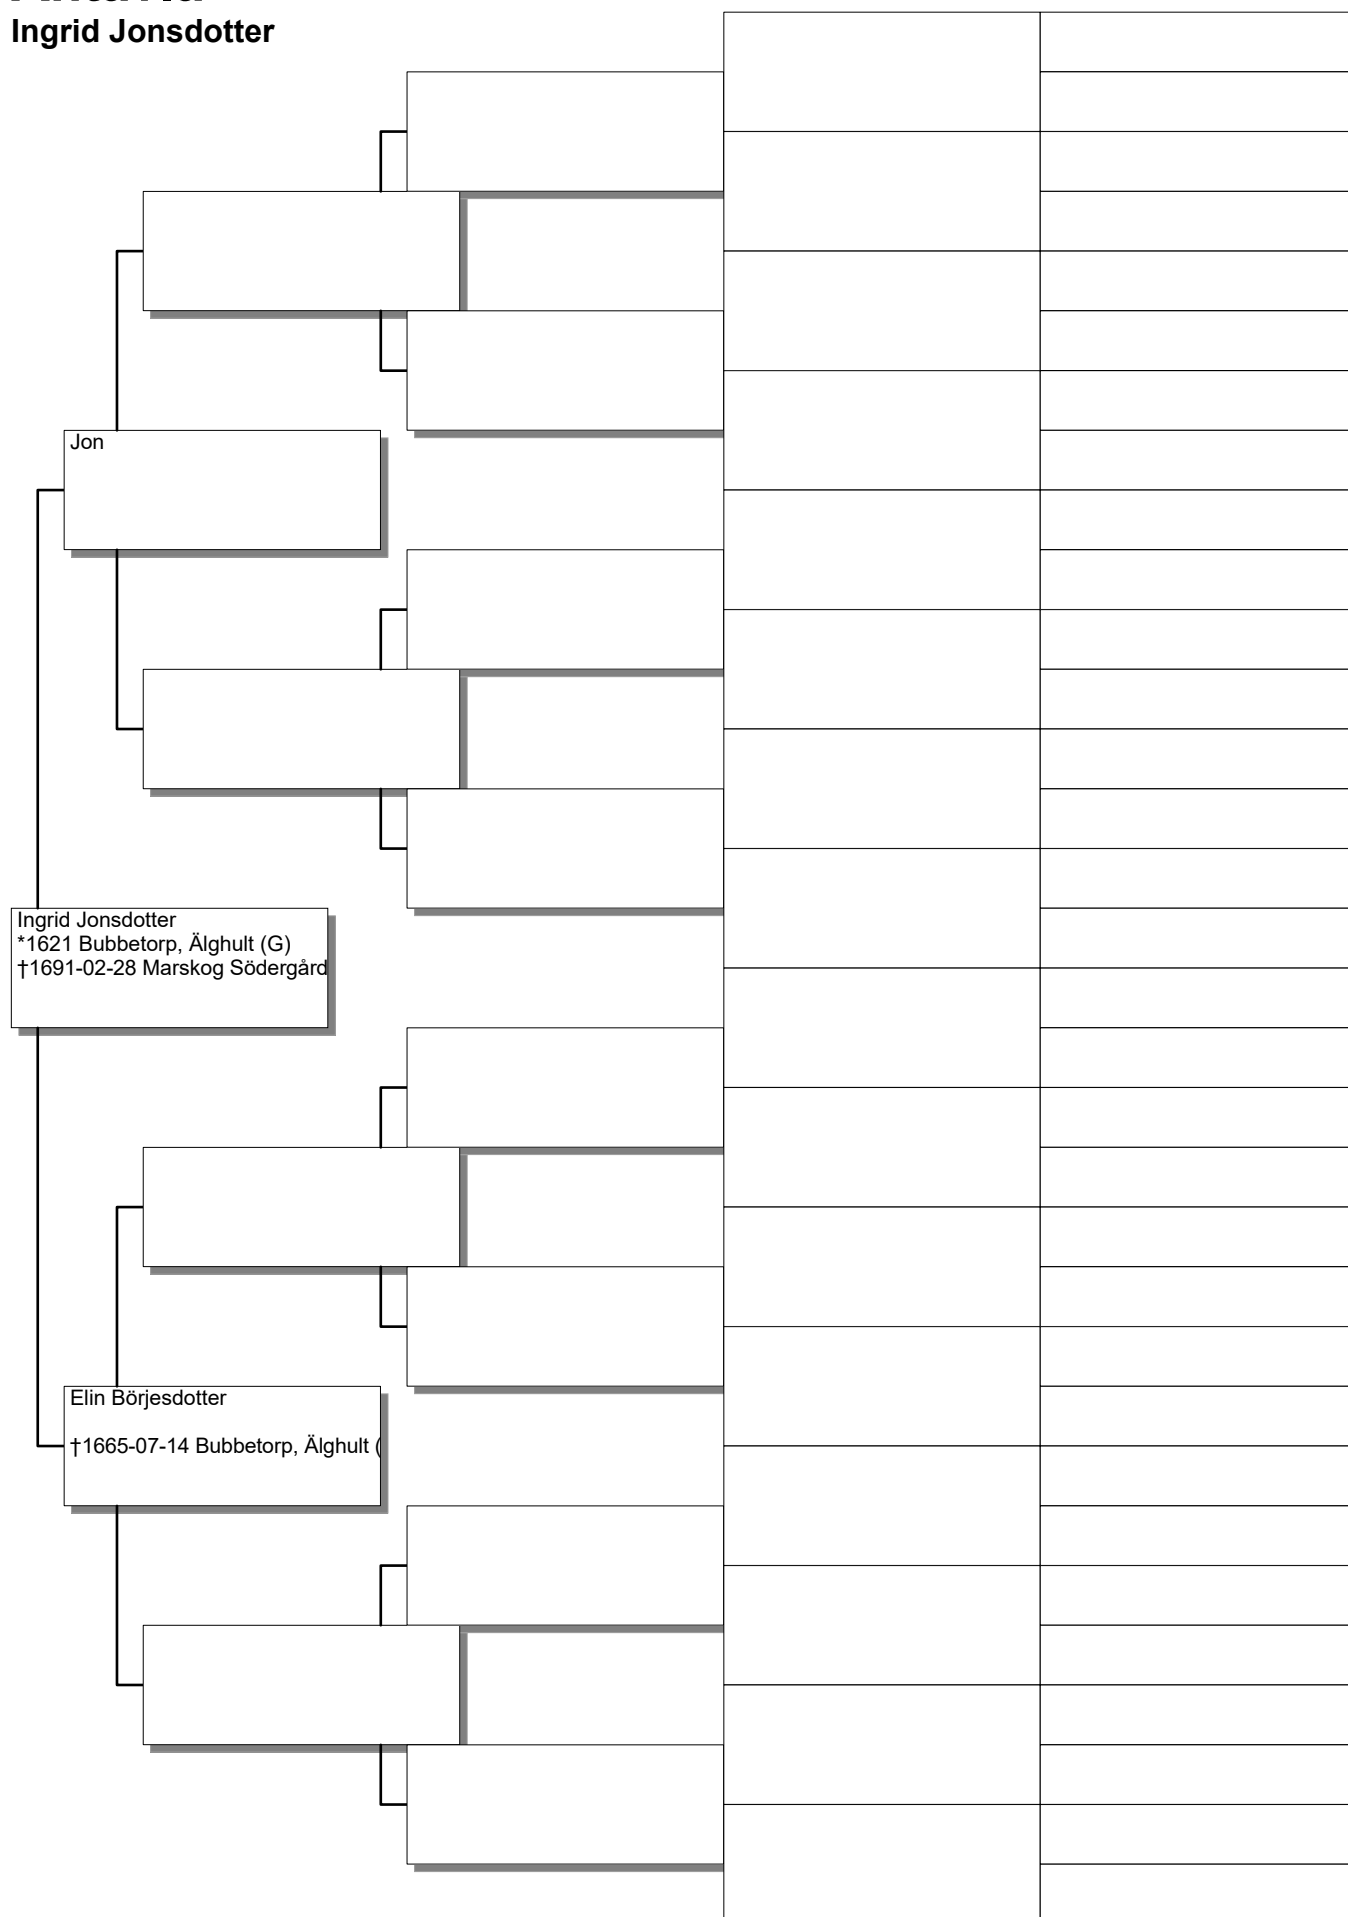 Ingrid Jonsdotter
Jon
Ingrid Jonsdotter
*1621 Bubbetorp, Älghult (G)
†1691-02-28 Marskog Södergård
Elin Börjesdotter
†1665-07-14 Bubbetorp, Älghult (